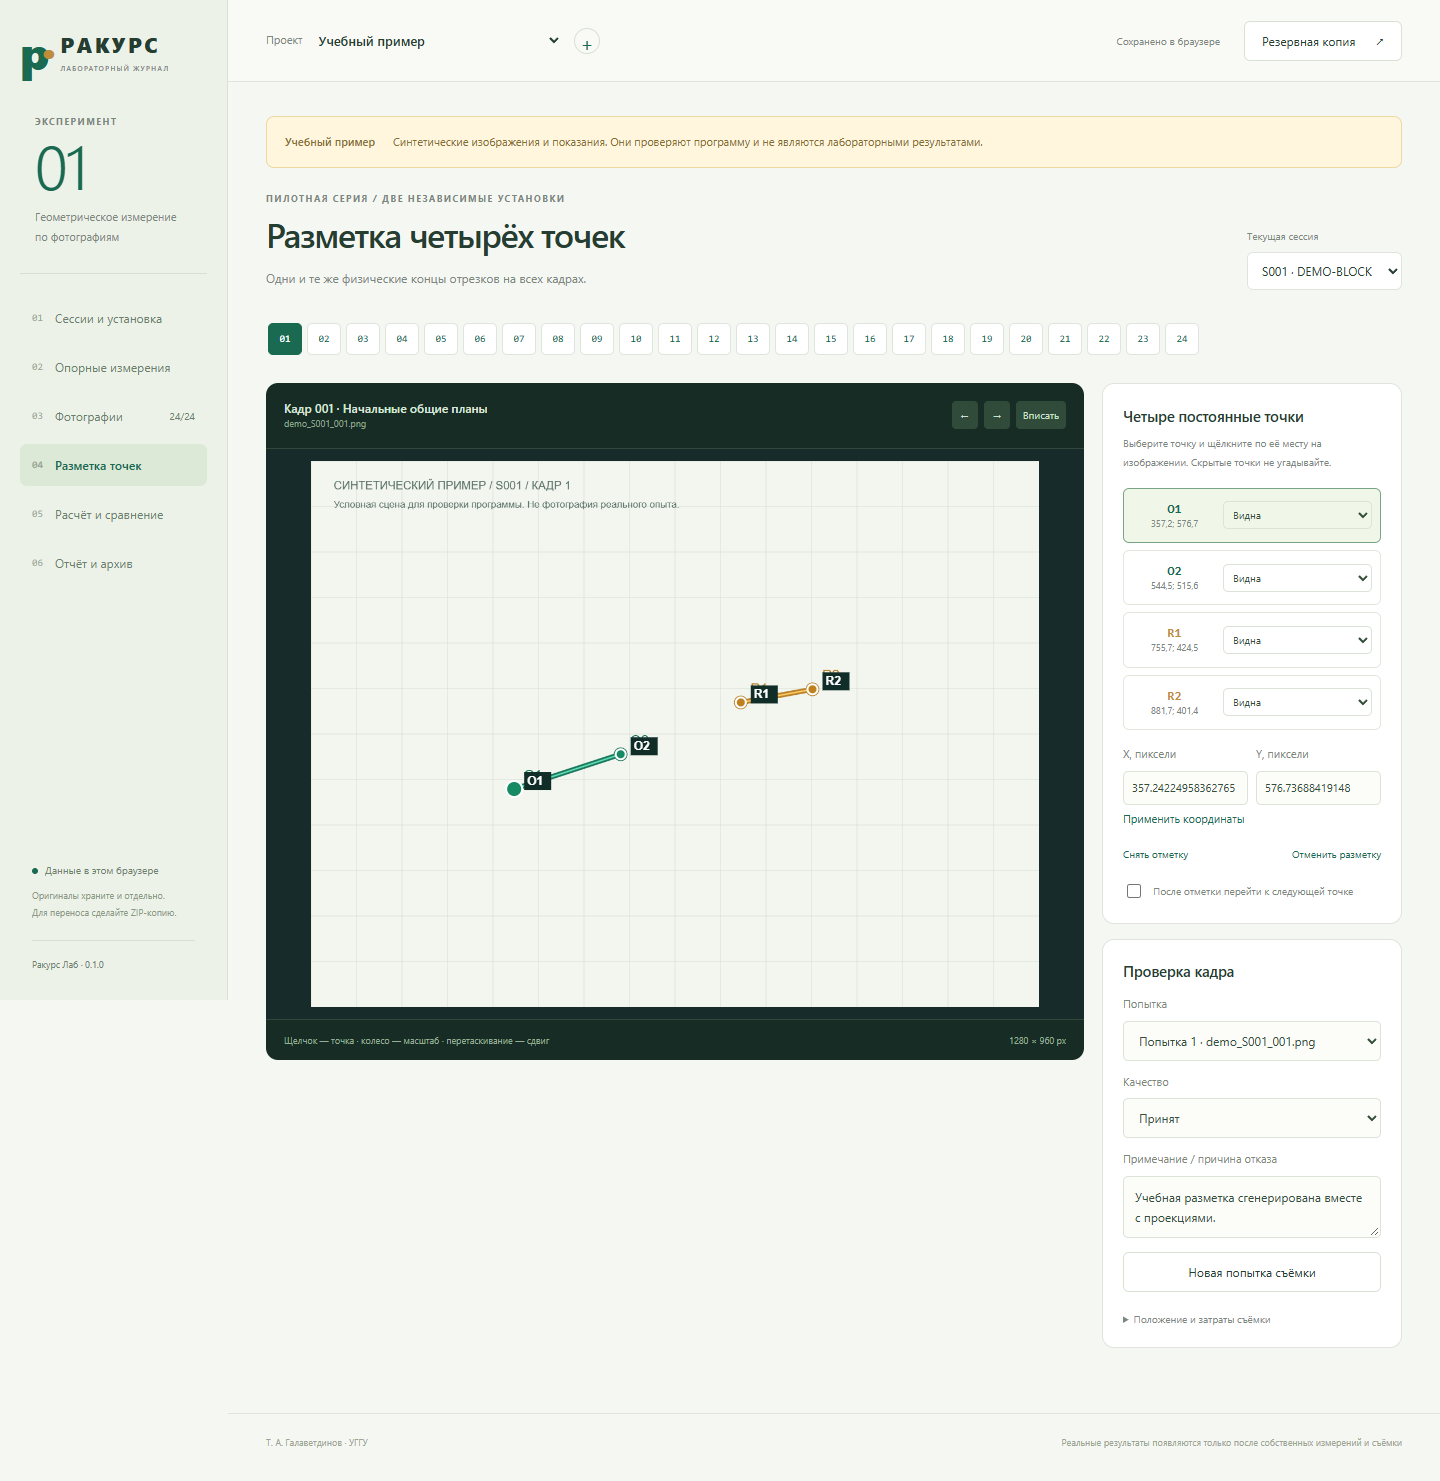 РАКУРС
ЛАБОРАТОРНЫЙ ЖУРНАЛ
ЭКСПЕРИМЕНТ
01
Геометрическое измерение
по фотографиям
01 Сессии и установка
02 Опорные измерения
03 Фотографии 24/24
04 Разметка точек
05 Расчёт и сравнение
06 Отчёт и архив
Данные в этом браузере
Оригиналы храните и отдельно.
Для переноса сделайте ZIP-копию.
Ракурс Лаб · 0.1.0
Проект Учебный пример +
Сохранено в браузере Резервная копия ↗
Учебный пример Синтетические изображения и показания. Они проверяют программу и не являются лабораторными результатами.
ПИЛОТНАЯ СЕРИЯ / ДВЕ НЕЗАВИСИМЫЕ УСТАНОВКИ
Разметка четырёх точек
Одни и те же физические концы отрезков на всех кадрах.
Текущая сессия
S001 · DEMO-BLOCK
01 02 03 04 05 06 07 08 09 10 11 12 13 14 15 16 17 18 19 20 21 22 23 24
Кадр 001 · Начальные общие планы
demo_S001_001.png
← → Вписать
СИНТЕТИЧЕСКИЙ ПРИМЕР / S001 / КАДР 1
Условная сцена для проверки программы. Не фотография реального опыта.
R2
R1
O2
O1
Щелчок — точка · колесо — масштаб · перетаскивание — сдвиг
1280 × 960 px
Четыре постоянные точки
Выберите точку и щёлкните по её месту на
изображении. Скрытые точки не угадывайте.
O1
357,2; 576,7
Видна
O2
544,5; 515,6
Видна
R1
755,7; 424,5
Видна
R2
881,7; 401,4
Видна
X, пиксели Y, пиксели
357.24224958362765 576.73688419148
Применить координаты
Снять отметку Отменить разметку
После отметки перейти к следующей точке
Проверка кадра
Попытка
Попытка 1 · demo_S001_001.png
Качество
Принят
Примечание / причина отказа
Учебная разметка сгенерирована вместе
с проекциями.
Новая попытка съёмки
Положение и затраты съёмки
Т. А. Галаветдинов · УГГУ
Реальные результаты появляются только после собственных измерений и съёмки